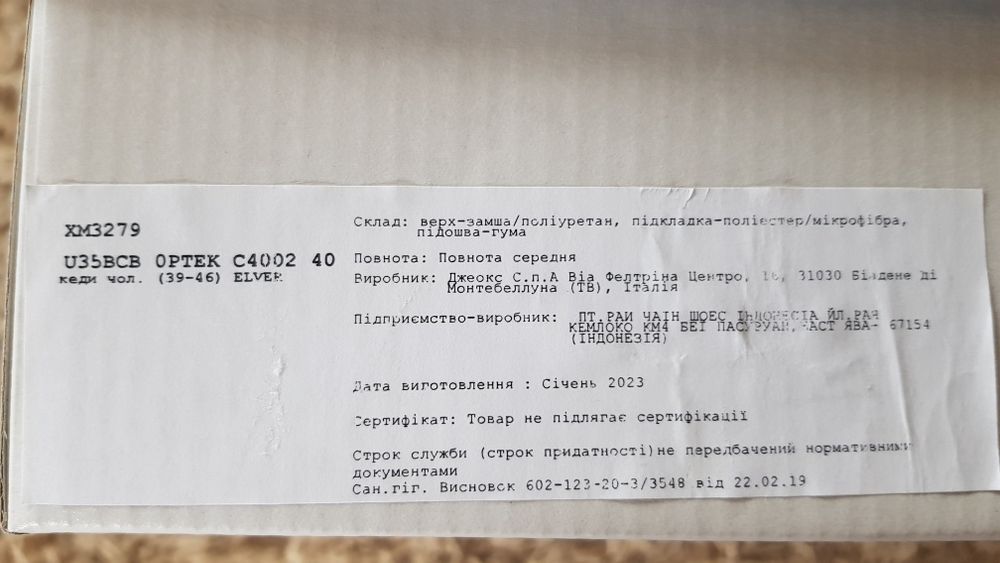 XM3279
U35BCB 0PTEK C4002 40
кеди чол. (39-46) ELVER
Склад: верх-замша/поліуретан, підкладка-поліестер/мікрофібра,
підошва-гума
Повнота: Повнота середня
Виробник: Джеокс С.п.А Віа Фелтріна Центро, 31030 Біадене ді
Монтебеллуна (ТВ), Італія
Підприємство-виробник: ПТ.РАИ ЧАІН ШОЕС ІНДОНЕСІА ЙЛ.РАЯ
КЕМЛОКО КМ4 БЕІ ПАСУРУАН, ЯВА- 67154
(ІНДОНЕЗІЯ)
Дата виготовлення : Січень 2023
Сертифікат: Товар не підлягає сертифікації
Строк служби (строк придатності)не передбачений нормативними
документами
Сан.гіг. Висновск 602-123-20-3/3548 від 22.02.19